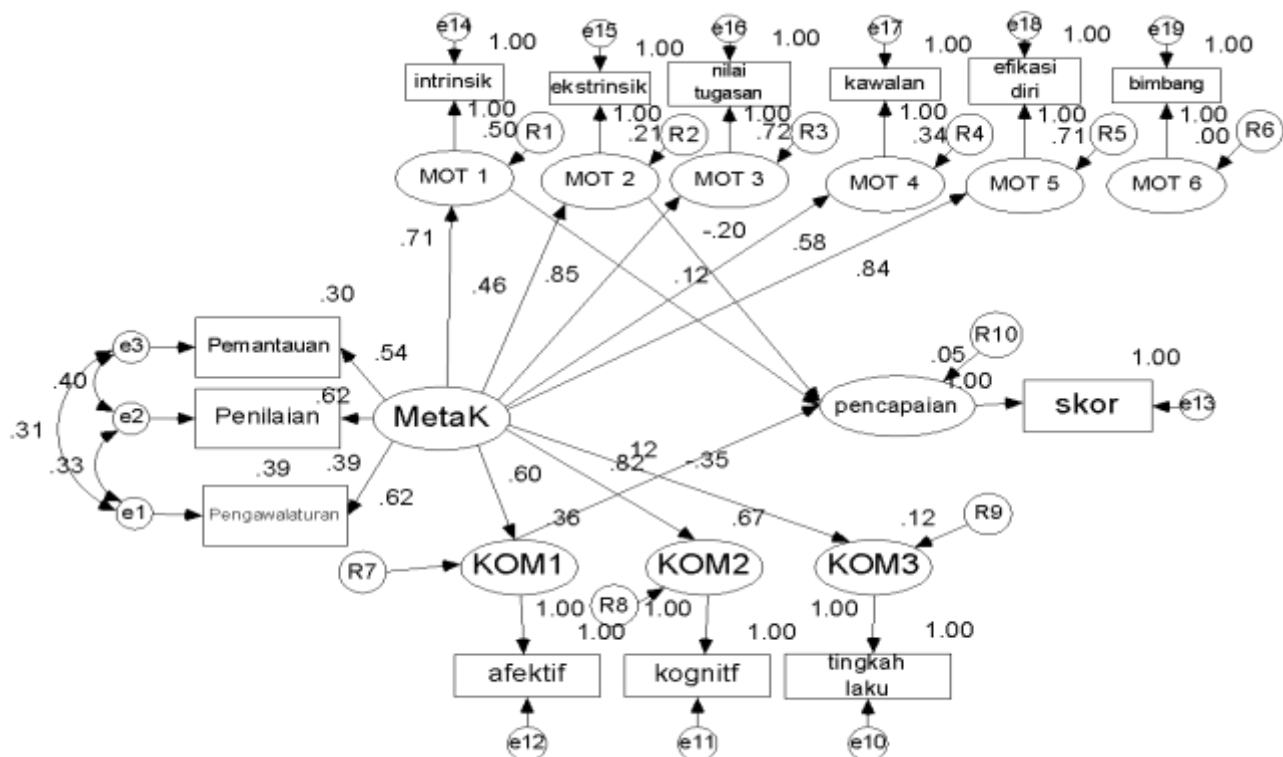 e14
e15
e16
e17
e18
e19
1.00
1.00
1.00
1.00
1.00
1.00
intrinsik
ekstrinsik
nilai
tugasan
kawalan
efikasi
diri
bimbang
1.00
1.00
1.00
1.00
1.00
1.00
.50
.21
.72
.34
.71
.00
R1
R2
R3
R4
R5
R6
MOT 1
MOT 2
MOT 3
MOT 4
MOT 5
MOT 6
.71
.46
.85
-.20
.12
.58
.84
.30
e3
Pemantauan
.54
.40
R10
.05
1.00
1.00
.31
e2
Penilaian
.62
MetaK
pencapaian
skor
e13
.33
.39
.39
.62
e1
Pengawalaturan
.60
.12
.82
-.35
.36
.67
.12
R9
R7
KOM1
KOM2
KOM3
R8
1.00
1.00
1.00
1.00
1.00
1.00
afektif
kognitf
tingkah
laku
e12
e11
e10